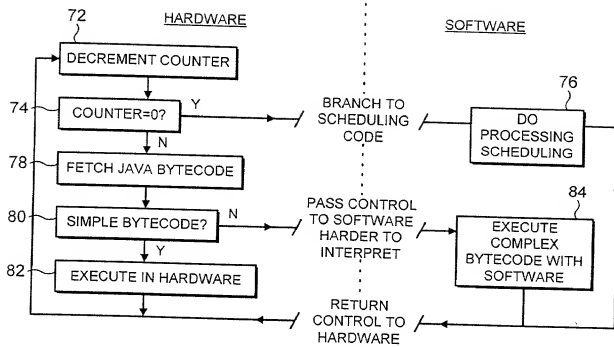 HARDWARE
SOFTWARE
72
DECREMENT COUNTER
74
COUNTER=0?
Y
N
BRANCH TO
SCHEDULING
CODE
76
DO
PROCESSING
SCHEDULING
78
FETCH JAVA BYTECODE
80
SIMPLE BYTECODE?
N
Y
PASS CONTROL
TO SOFTWARE
HARDER TO
INTERPRET
84
EXECUTE
COMPLEX
BYTECODE WITH
SOFTWARE
82
EXECUTE IN HARDWARE
RETURN
CONTROL TO
HARDWARE